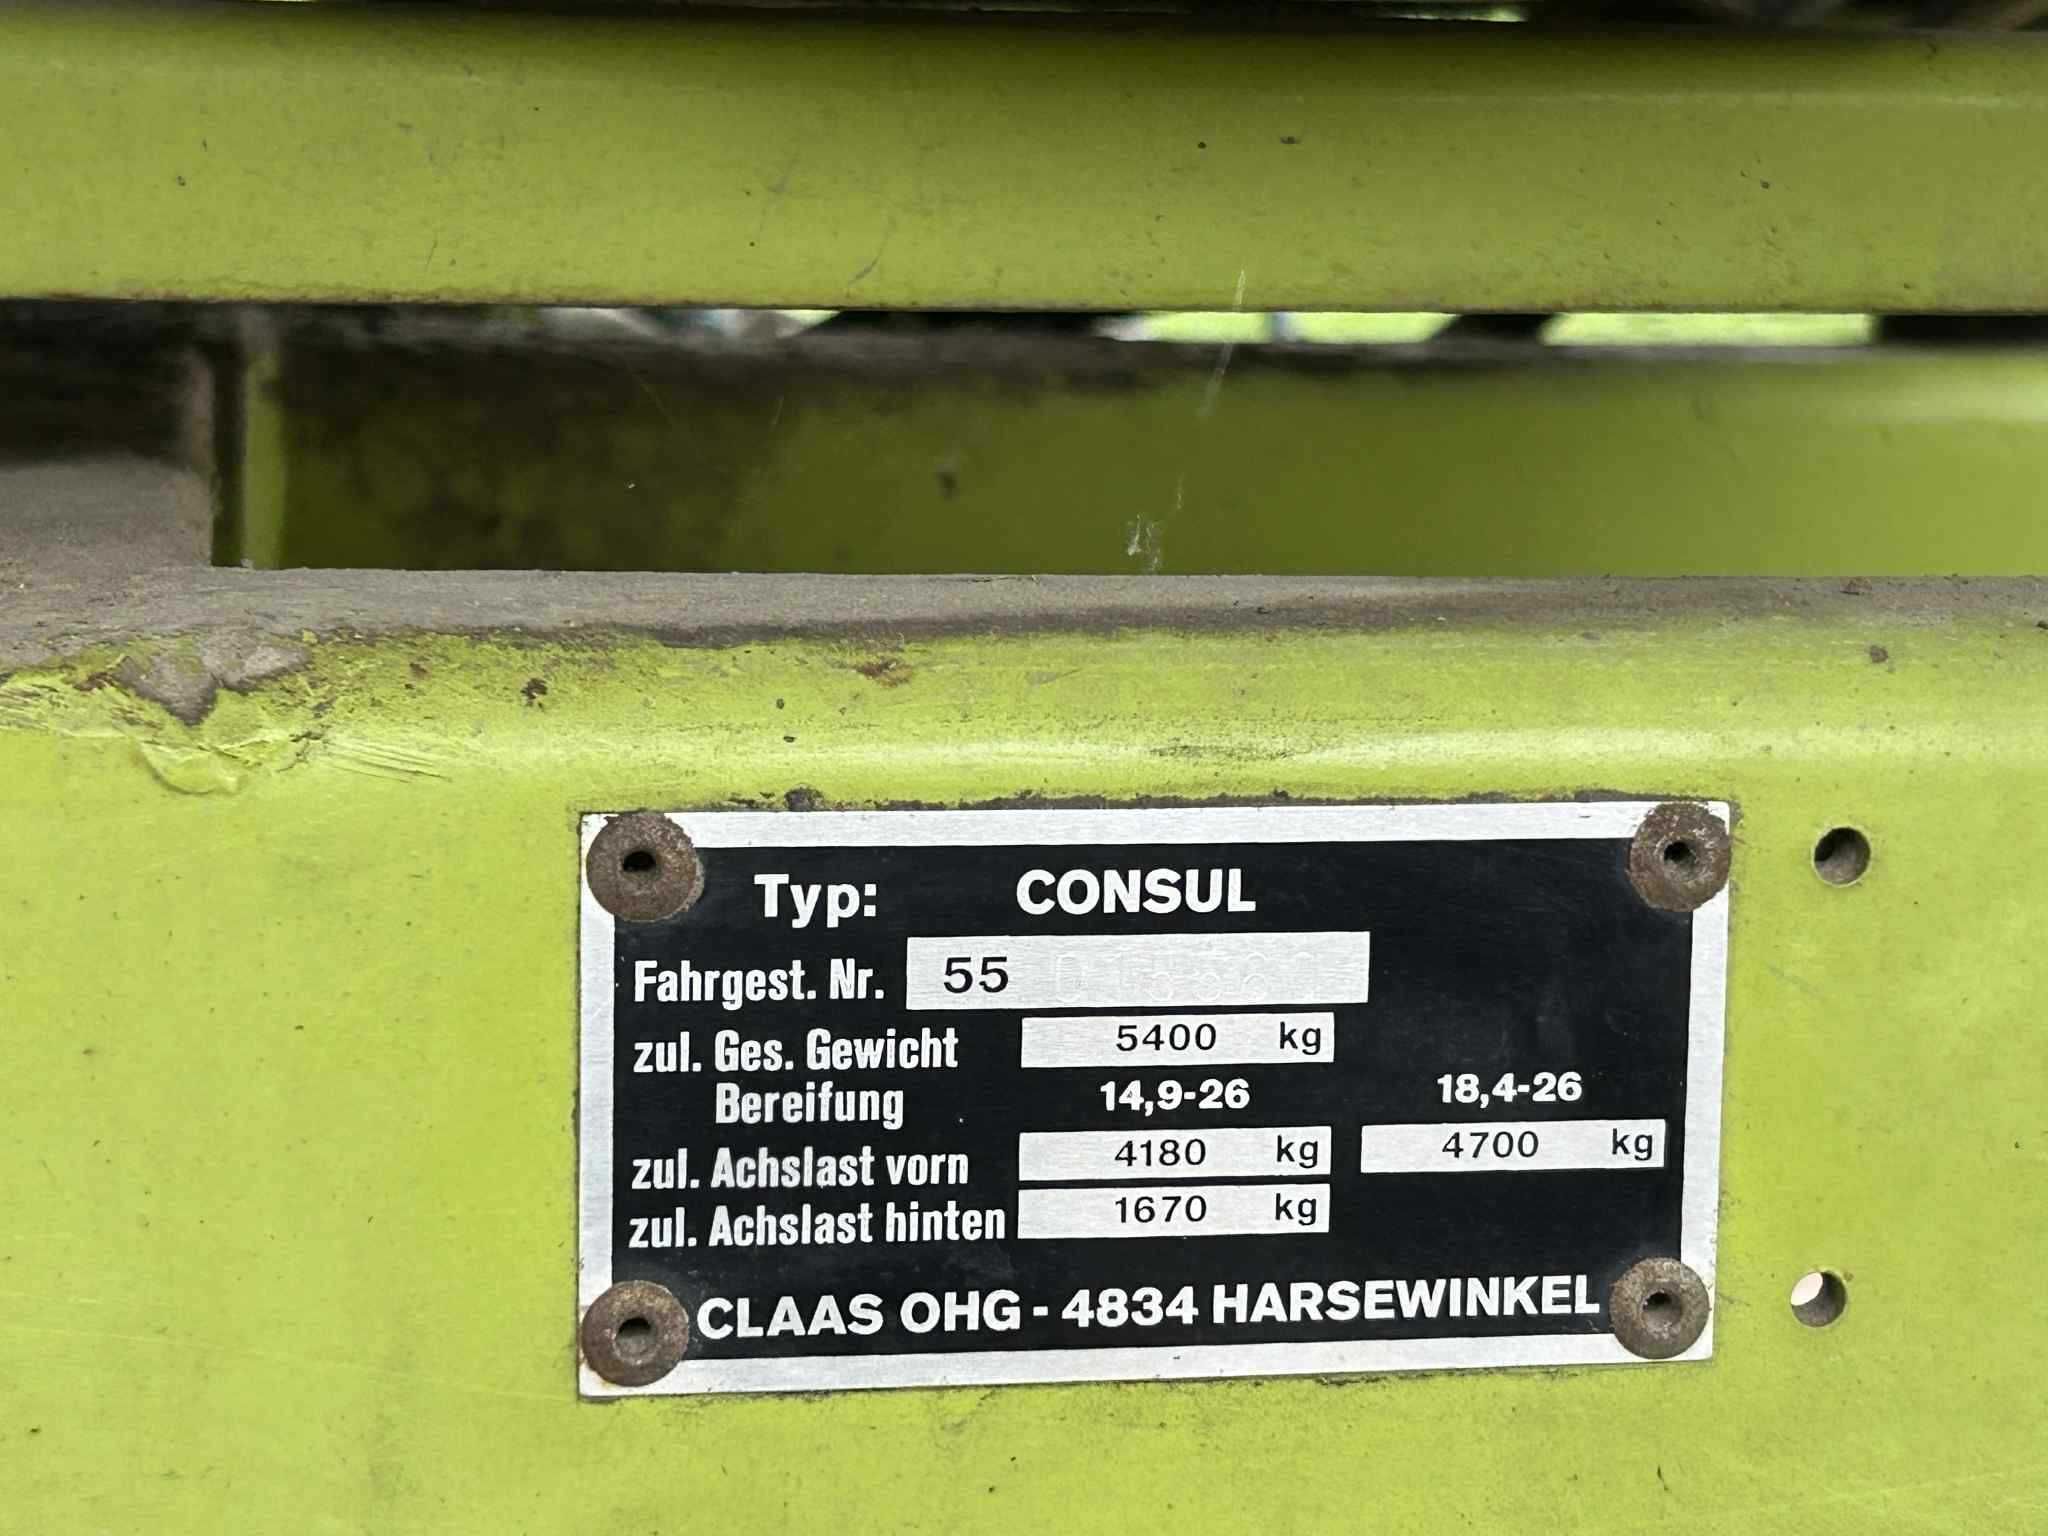 Typ: CONSUL
Fahrgest. Nr. 55
zul. Ges. Gewicht 5400 kg
Bereifung 14,9-26 18,4-26
zul. Achslast vorn 4180 kg 4700 kg
zul. Achslast hinten 1670 kg
CLAAS OHG - 4834 HARSEWINKEL